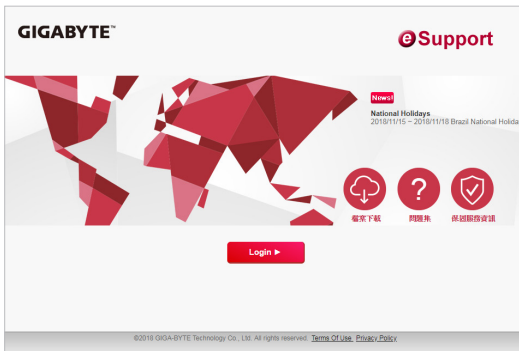 GIGABYTE™
eSupport
News!
National Holidays
2018/11/15 ~ 2018/11/18 Brazil National Holida
檔案下載 問題集 保固服務資訊
Login ►
©2018 GIGA-BYTE Technology Co., Ltd. All rights reserved. Terms Of Use Privacy Policy